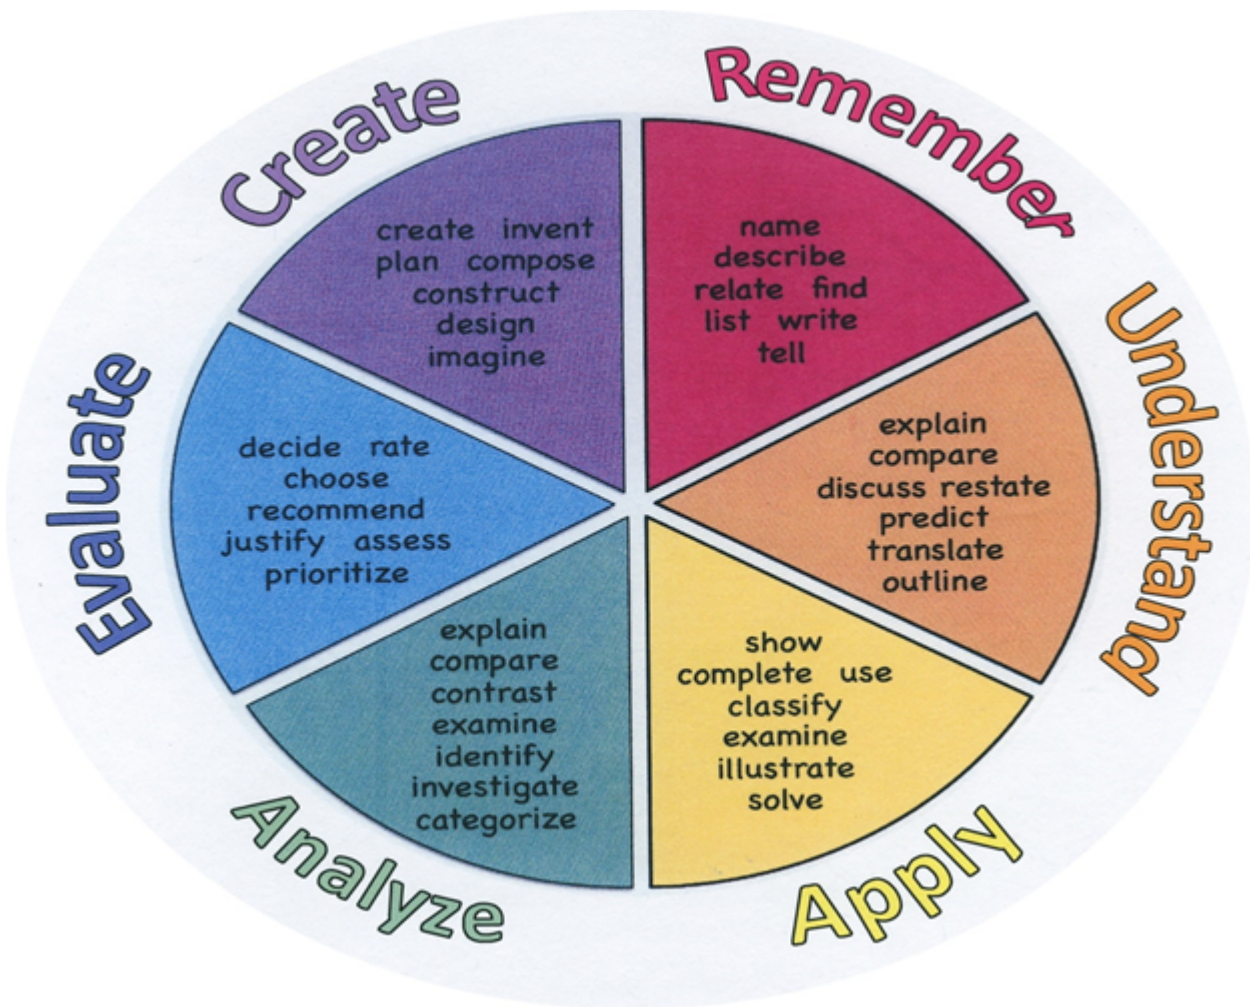 Remember
name
describe
relate find
list write
tell
Understand
explain
compare
discuss restate
predict
translate
outline
Apply
show
complete use
classify
examine
illustrate
solve
Analyze
explain
compare
contrast
examine
identify
investigate
categorize
Evaluate
decide rate
choose
recommend
justify assess
prioritize
Create
create invent
plan compose
construct
design
imagine